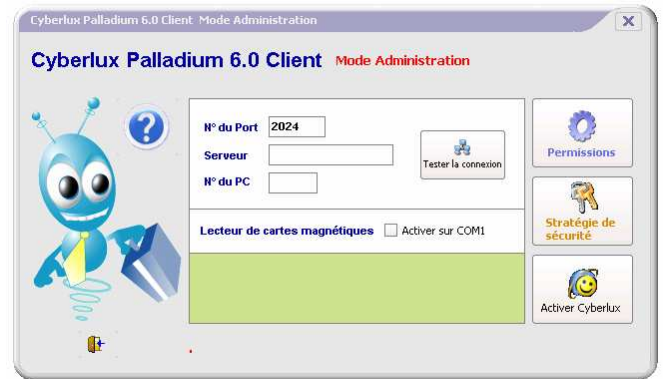 Cyberlux Palladium 6.0 Client Mode Administration
Cyberlux Palladium 6.0 Client Mode Administration
N° du Port 2024
Serveur
N° du PC
Tester la connexion
Lecteur de cartes magnétiques Activer sur COM1
Permissions
Stratégie de
sécurité
Activer Cyberlux